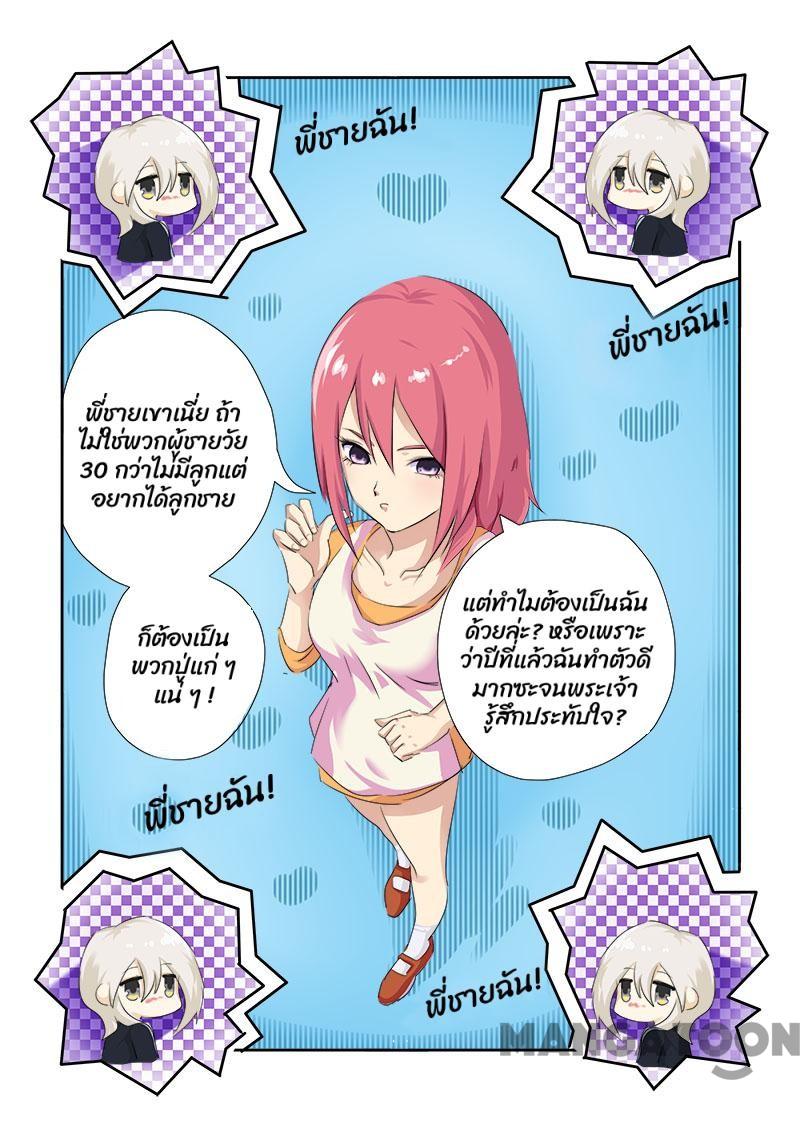 พี่ชายฉัน!
พี่ชายฉัน!
พี่ชายเขาเนี่ย ถ้า
ไม่ใช่พวกผู้ชายวัย
30 กว่าไม่มีลูกแต่
อยากได้ลูกชาย
ก็ต้องเป็น
พวกปู่แก่ ๆ
แน่ ๆ !
แต่ทำไมต้องเป็นฉัน
ด้วยล่ะ? หรือเพราะ
ว่าปีที่แล้วฉันทำตัวดี
มากซะจนพระเจ้า
รู้สึกประทับใจ?
พี่ชายฉัน!
พี่ชายฉัน!
MANGATOON